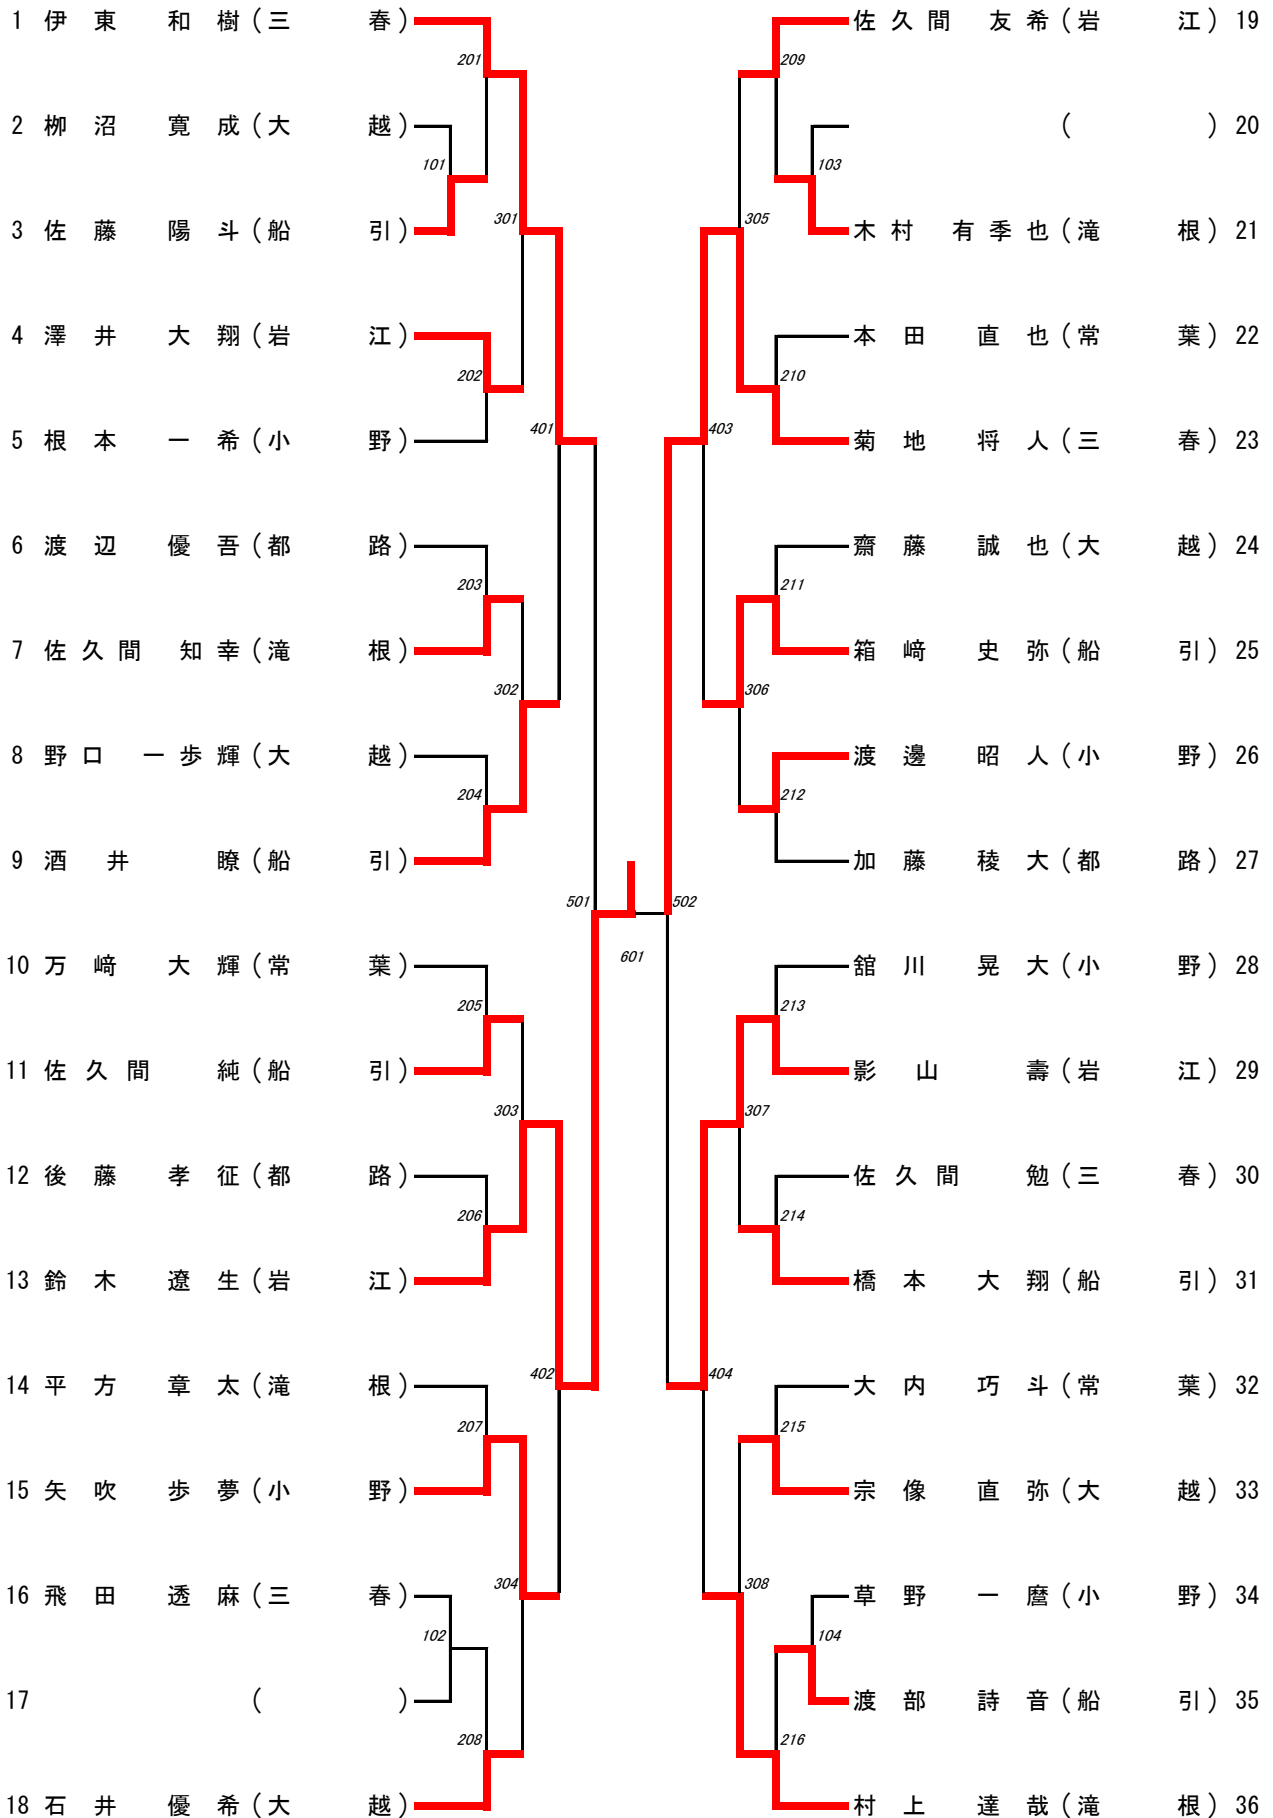 1 伊東 和樹(三春)
2 栁沼 寛成(大越)
3 佐藤 陽斗(船引)
4 澤井 大翔(岩江)
5 根本 一希(小野)
6 渡辺 優吾(都路)
7 佐久間 知幸(滝根)
8 野口 一歩輝(大越)
9 酒井 瞭(船引)
10 万﨑 大輝(常葉)
11 佐久間 純(船引)
12 後藤 孝征(都路)
13 鈴木 遼生(岩江)
14 平方 章太(滝根)
15 矢吹 歩夢(小野)
16 飛田 透麻(三春)
17 ( )
18 石井 優希(大越)
201
101
301
202
401
203
302
204
501
205
303
206
402
207
304
102
208
601
209
103
305
210
403
211
306
212
502
213
307
214
404
215
308
104
216
佐久間 友希(岩江) 19
( ) 20
木村 有季也(滝根) 21
本田 直也(常葉) 22
菊地 将人(三春) 23
齋藤 誠也(大越) 24
箱﨑 史弥(船引) 25
渡邊 昭人(小野) 26
加藤 稜大(都路) 27
舘川 晃大(小野) 28
影山 壽(岩江) 29
佐久間 勉(三春) 30
橋本 大翔(船引) 31
大内 巧斗(常葉) 32
宗像 直弥(大越) 33
草野 一麿(小野) 34
渡部 詩音(船引) 35
村上 達哉(滝根) 36